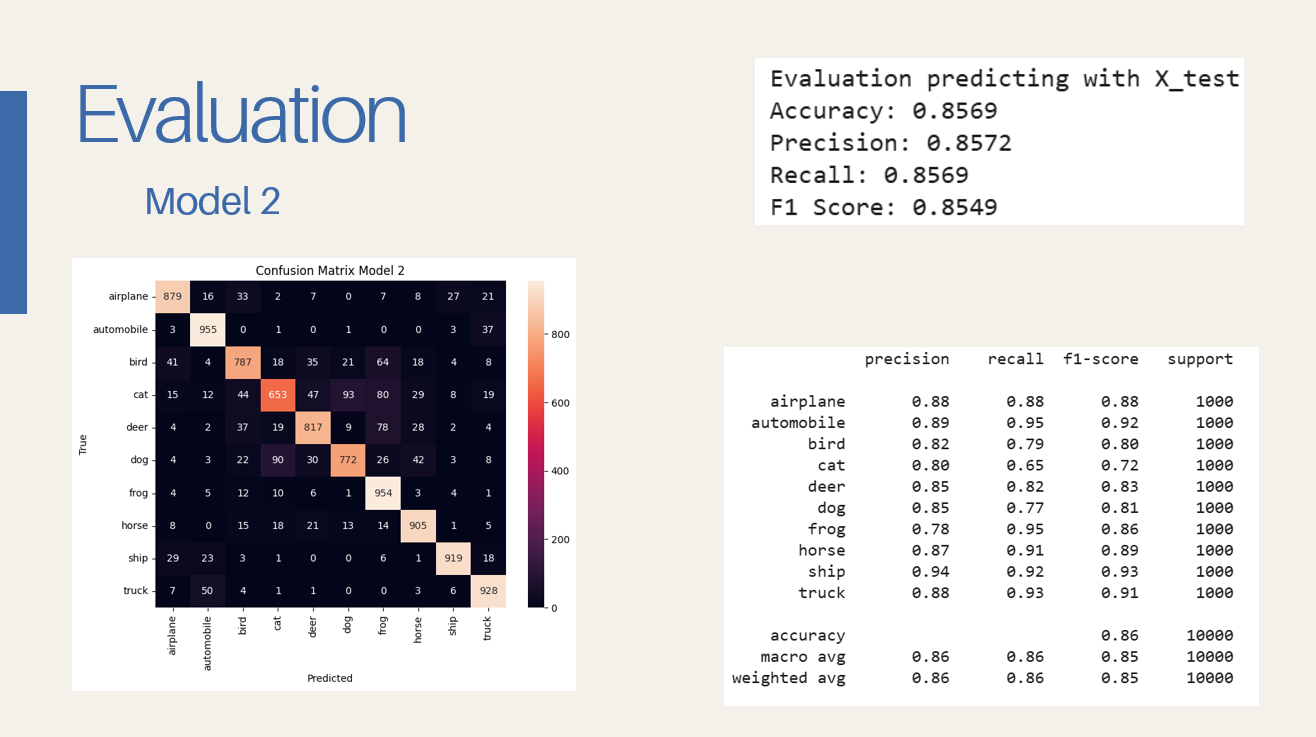 Evaluation
Model 2
Evaluation predicting with X_test
Accuracy: 0.8569
Precision: 0.8572
Recall: 0.8569
F1 Score: 0.8549
Confusion Matrix Model 2
True
airplane 879 16 33 2 7 0 7 8 27 21
automobile 3 955 0 1 0 1 0 0 3 37
bird 41 4 787 18 35 21 64 18 4 8
cat 15 12 44 653 47 93 80 29 8 19
deer 4 2 37 19 817 9 78 28 2 4
dog 4 3 22 90 30 772 26 42 3 8
frog 4 5 12 10 6 1 954 3 4 1
horse 8 0 15 18 21 13 14 905 1 5
ship 29 23 3 1 0 0 6 1 919 18
truck 7 50 4 1 1 0 0 3 6 928
airplane automobile bird cat deer dog frog horse ship truck
Predicted
800
600
400
200
0
precision recall f1-score support
airplane 0.88 0.88 0.88 1000
automobile 0.89 0.95 0.92 1000
bird 0.82 0.79 0.80 1000
cat 0.80 0.65 0.72 1000
deer 0.85 0.82 0.83 1000
dog 0.85 0.77 0.81 1000
frog 0.78 0.95 0.86 1000
horse 0.87 0.91 0.89 1000
ship 0.94 0.92 0.93 1000
truck 0.88 0.93 0.91 1000
accuracy 0.86 10000
macro avg 0.86 0.86 0.85 10000
weighted avg 0.86 0.86 0.85 10000